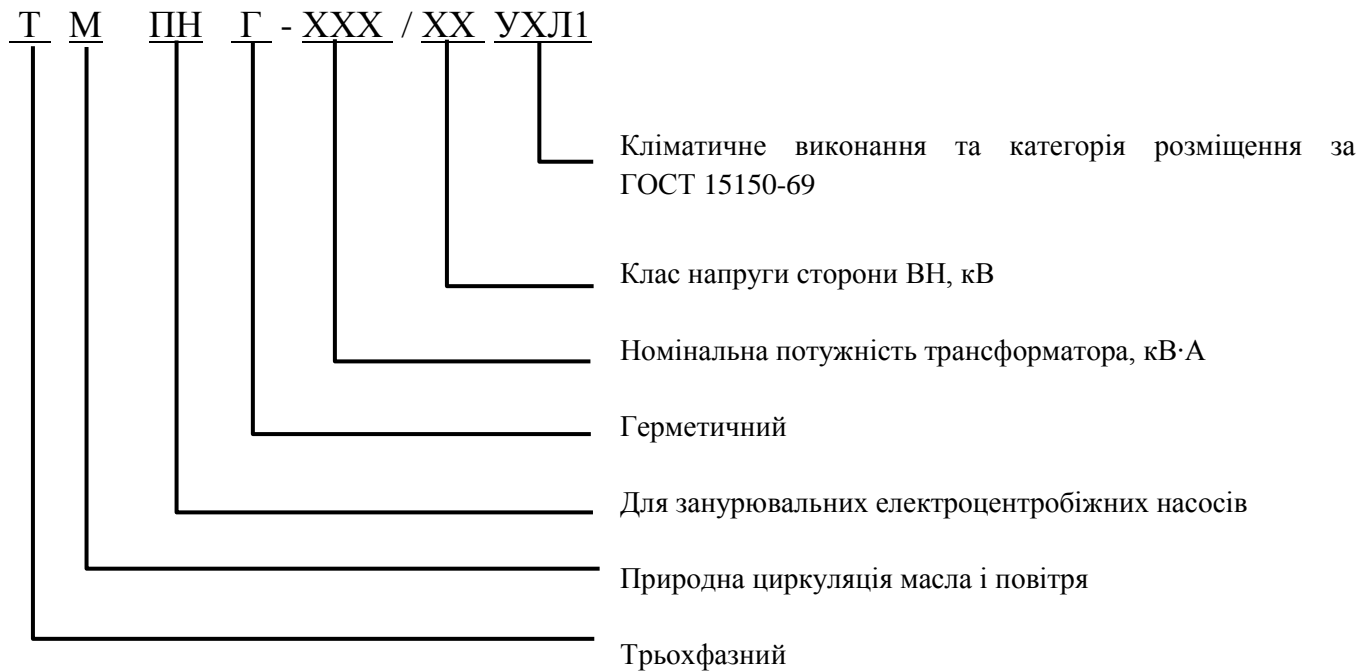 Т М ПН Г - ХХХ / ХХ УХЛ1
Кліматичне виконання та категорія розміщення за
ГОСТ 15150-69
Клас напруги сторони ВН, кВ
Номінальна потужність трансформатора, кВ·А
Герметичний
Для занурювальних електроцентробіжних насосів
Природна циркуляція масла і повітря
Трьохфазний